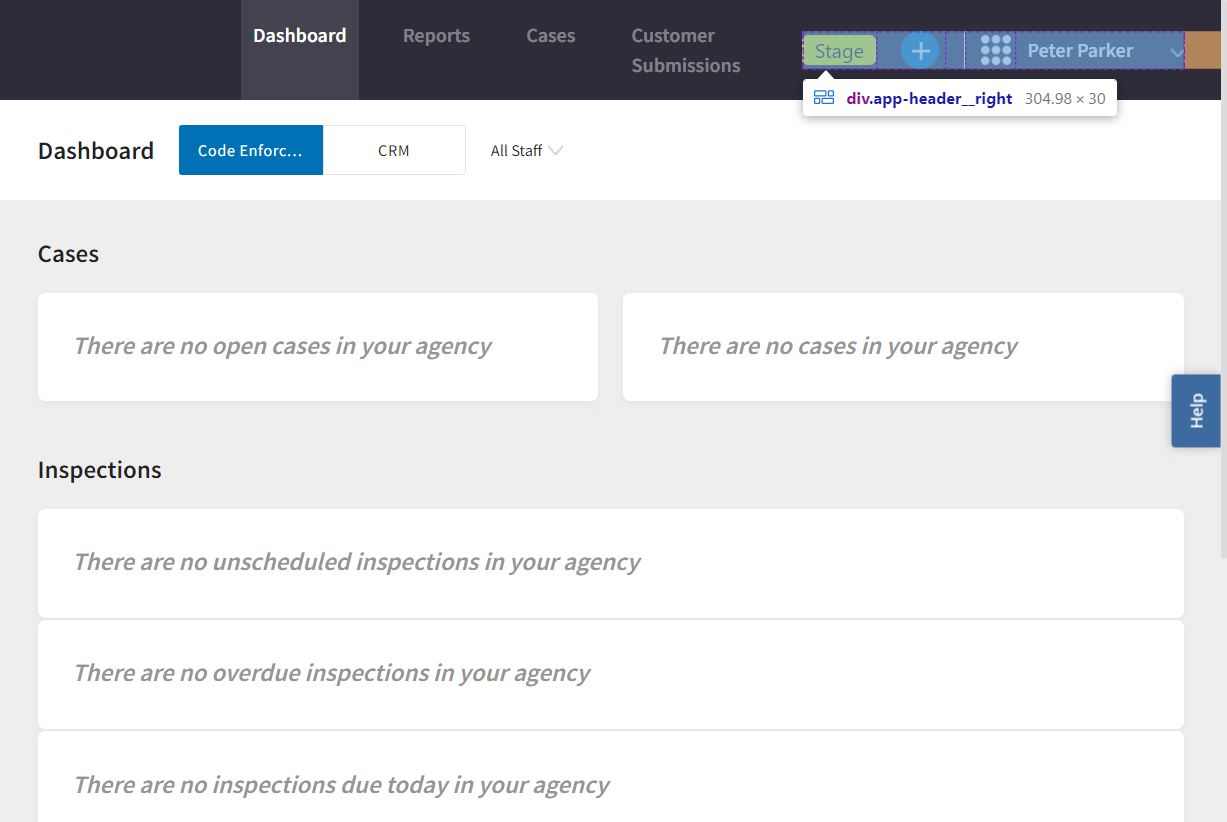 Dashboard
Reports
Cases
Customer
Submissions
Stage
Peter Parker
div.app-header__right 304.98 × 30
Dashboard
Code Enforc...
CRM
All Staff
Cases
There are no open cases in your agency
There are no cases in your agency
Help
Inspections
There are no unscheduled inspections in your agency
There are no overdue inspections in your agency
There are no inspections due today in your agency